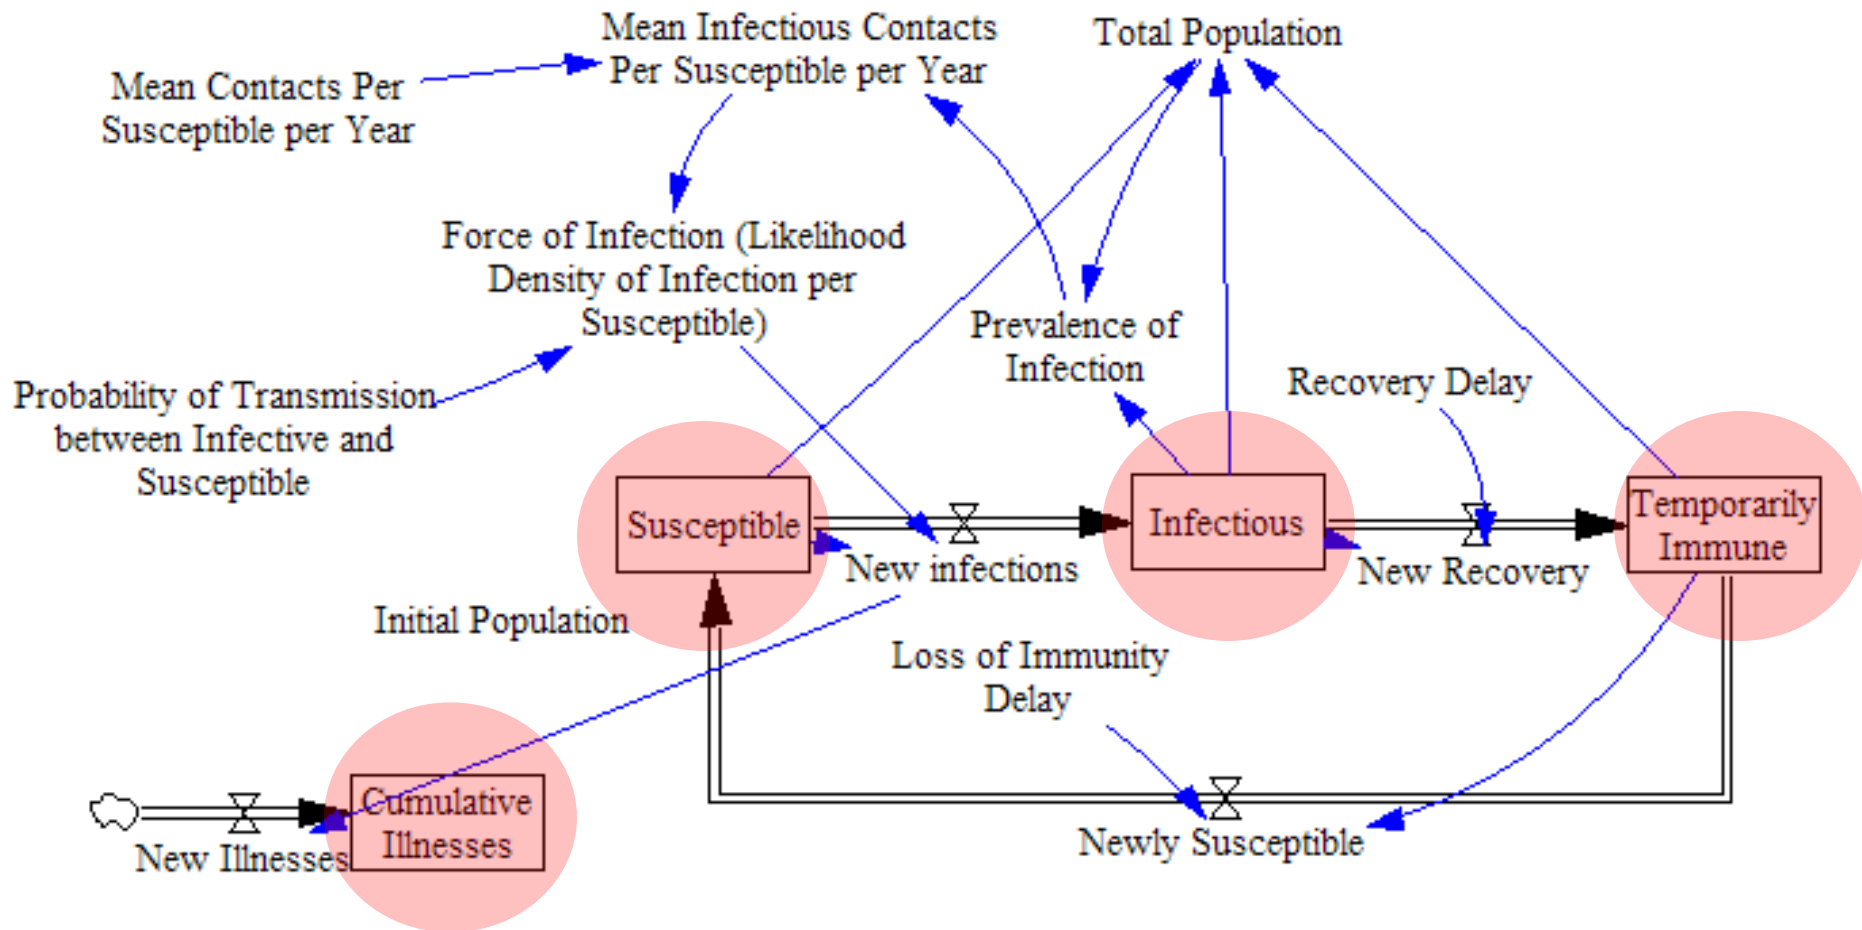 Mean Infectious Contacts
Per Susceptible per Year
Total Population
Mean Contacts Per
Susceptible per Year
Force of Infection (Likelihood
Density of Infection per
Susceptible)
Prevalence of
Infection
Recovery Delay
Probability of Transmission
between Infective and
Susceptible
Susceptible
Infectious
Temporarily
Immune
New infections
New Recovery
Initial Population
Loss of Immunity
Delay
Cumulative
Illnesses
New Illnesses
Newly Susceptible